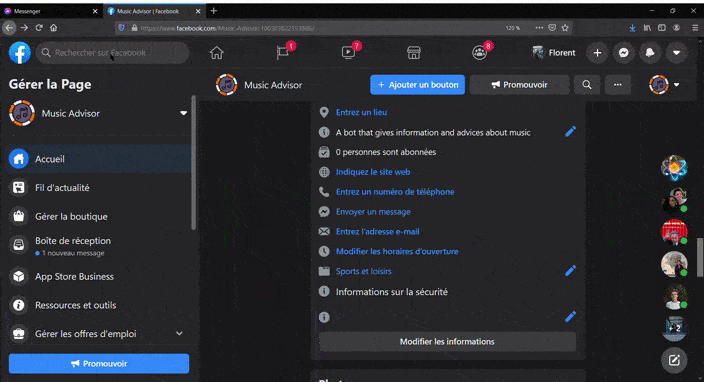 Messenger
Music Advisor | Facebook
https://www.facebook.com/Music-Advisor-100303822193986/
120 %
Rechercher sur Facebook
1
7
8
Florent
Gérer la Page
Music Advisor
Accueil
Fil d'actualité
Gérer la boutique
Boîte de réception
1 nouveau message
App Store Business
Ressources et outils
Gérer les offres d'emploi
Promouvoir
Music Advisor
+ Ajouter un bouton
Promouvoir
Entrez un lieu
A bot that gives information and advices about music
0 personnes sont abonnées
Indiquez le site web
Entrez un numéro de téléphone
Envoyer un message
Entrez l'adresse e-mail
Modifier les horaires d'ouverture
Sports et loisirs
Informations sur la sécurité
Modifier les informations
+2